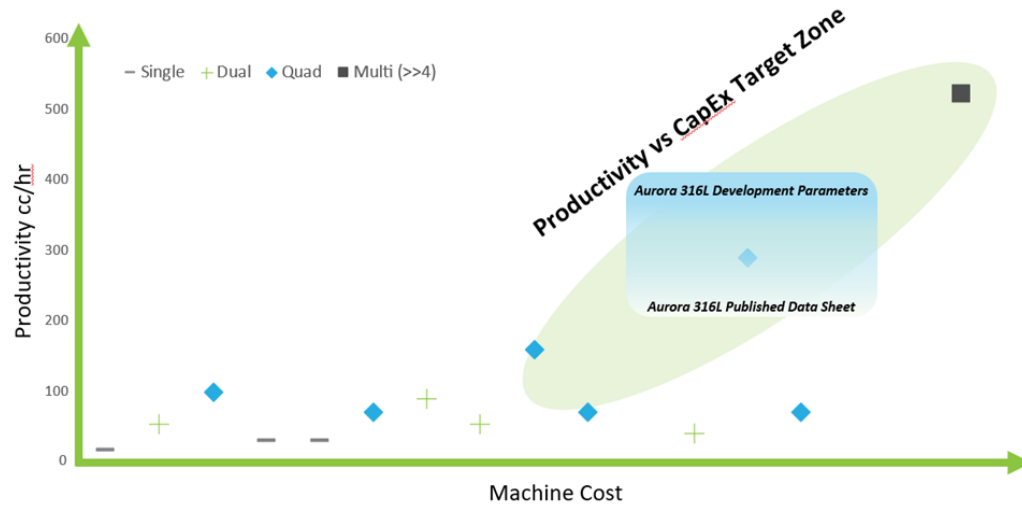 Productivity vs CapEx Target Zone
600
500
400
300
200
100
0
Single
Dual
Quad
Multi (>>4)
Productivity cc/hr
Aurora 316L Development Parameters
Aurora 316L Published Data Sheet
Machine Cost